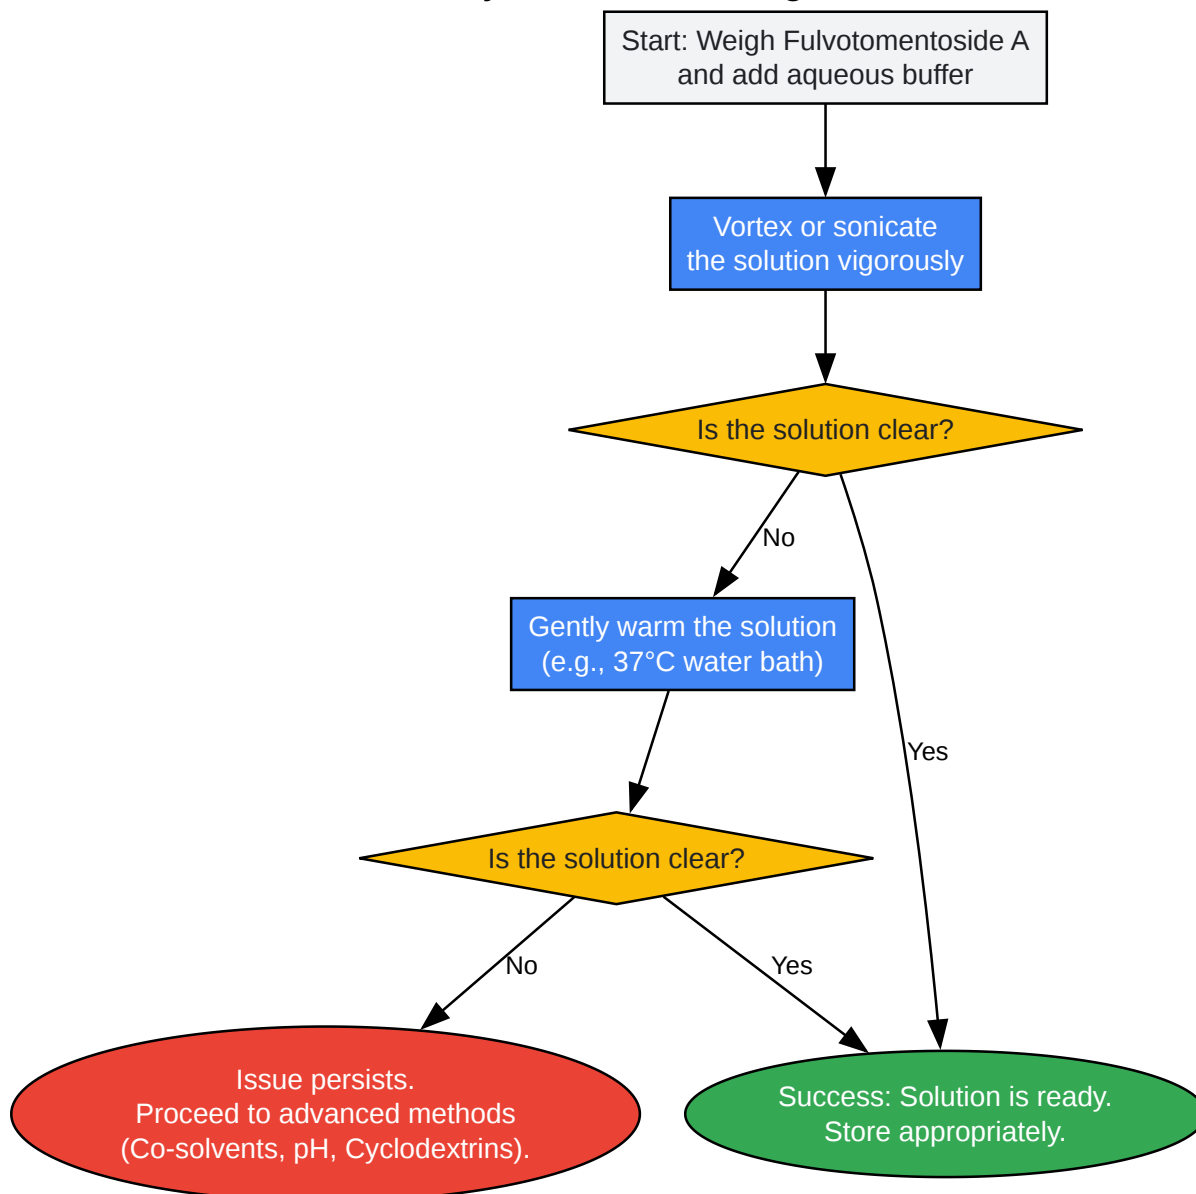 Start: Weigh Fulvotomentoside A
and add aqueous buffer
Vortex or sonicate
the solution vigorously
Is the solution clear?
No
Gently warm the solution
(e.g., 37°C water bath)
Yes
Is the solution clear?
No
Yes
Issue persists.
Proceed to advanced methods
(Co-solvents, pH, Cyclodextrins).
Success: Solution is ready.
Store appropriately.